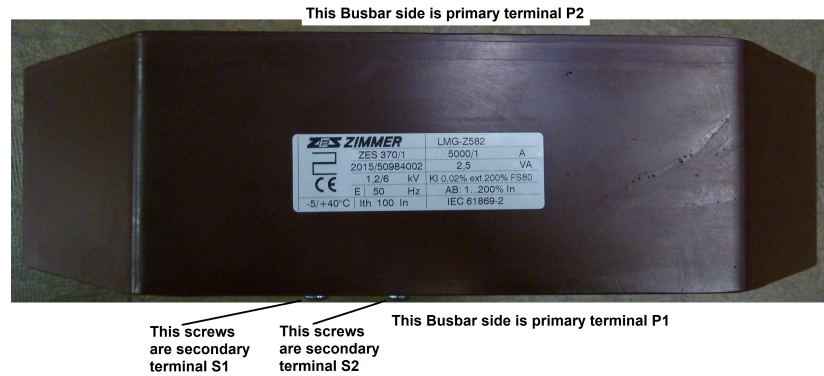 This Busbar side is primary terminal P2
ZES ZIMMER LMG-Z582
ZES 370/1 5000/1 A
2015/50984002 2,5 VA
1,2/6 kV KI 0,02% ext.200% FS80
CE E 50 Hz AB: 1...200% In
-5/+40°C Ith 100 In IEC 61869-2
This Busbar side is primary terminal P1
This screws
are secondary
terminal S1
This screws
are secondary
terminal S2